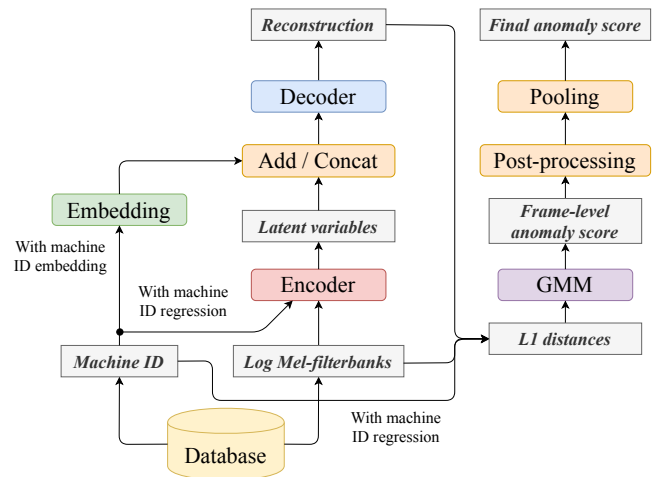 Reconstruction
Final anomaly score
Decoder
Pooling
Add / Concat
Post-processing
Embedding
Latent variables
Frame-level
anomaly score
With machine
ID embedding
With machine
ID regression
Encoder
GMM
Machine ID
Log Mel-filterbanks
L1 distances
With machine
ID regression
Database